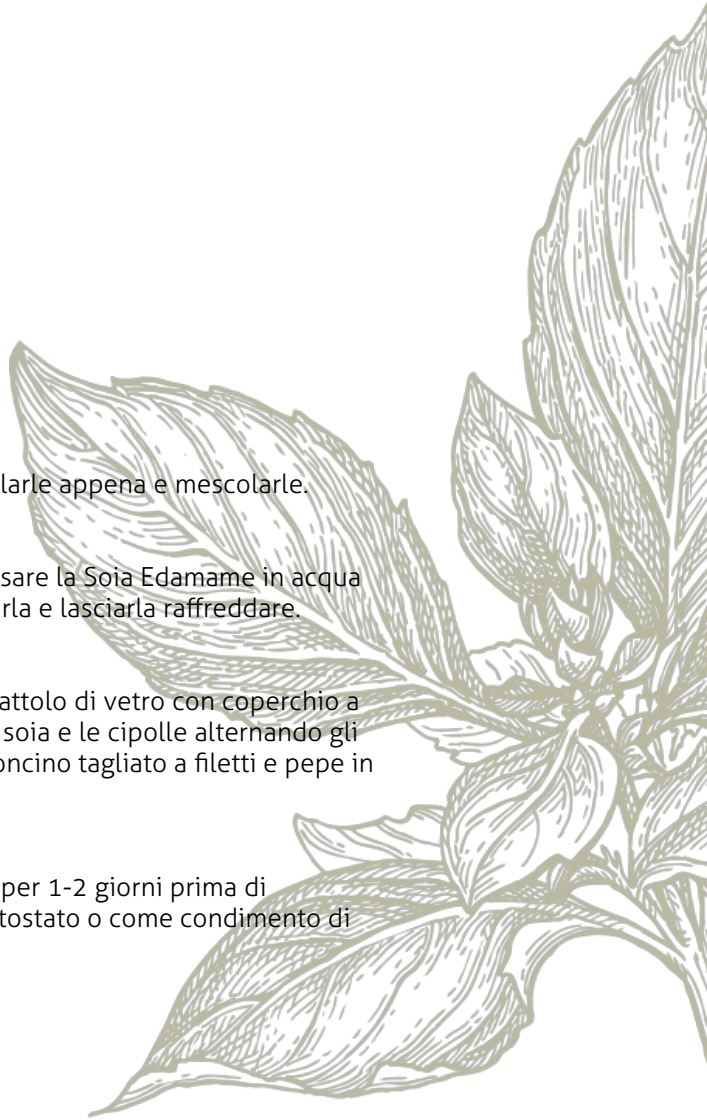 larle appena e mescolarle.
sare la Soia Edamame in acqua
rla e lasciarla raffreddare.
attolo di vetro con coperchio a
soia e le cipolle alternando gli
oncino tagliato a filetti e pepe in
per 1-2 giorni prima di
tostato o come condimento di